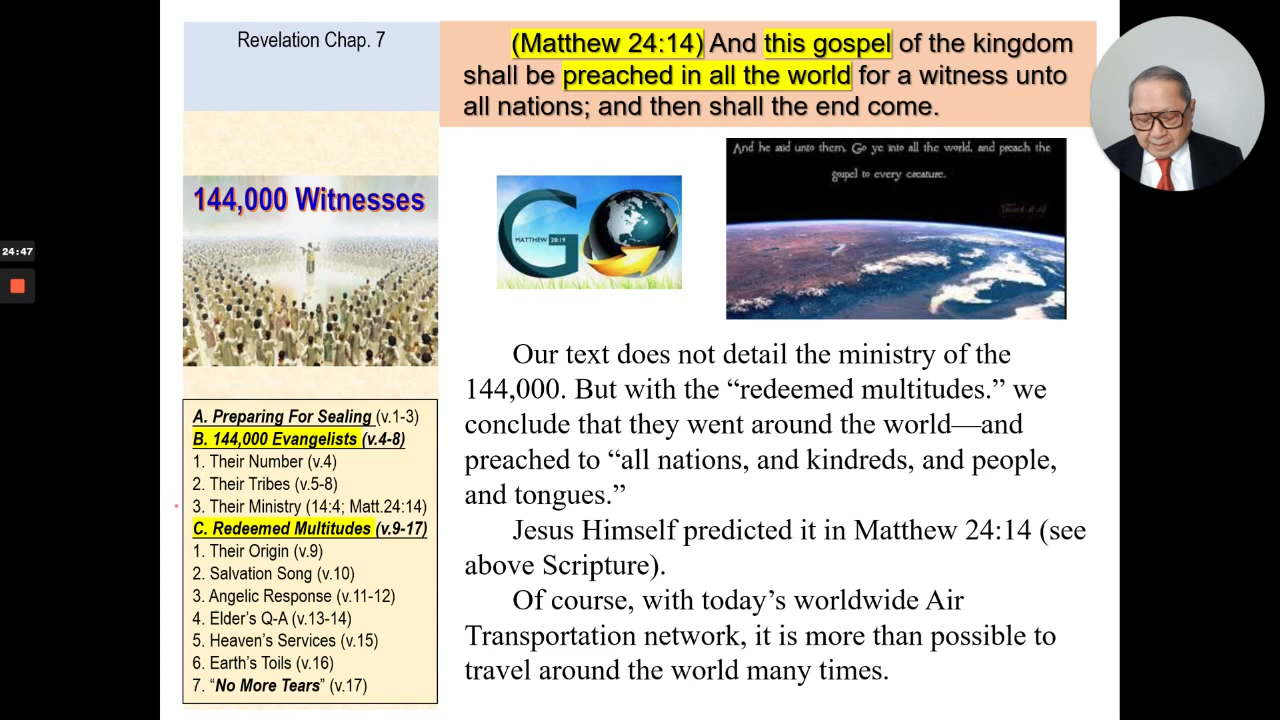 Revelation Chap. 7
(Matthew 24:14) And this gospel of the kingdom
shall be preached in all the world for a witness unto
all nations; and then shall the end come.
144,000 Witnesses
GO
MATTHEW 28:19
And he said unto them, Go ye into all the world, and preach the
gospel to every creature.
24:47
A. Preparing For Sealing (v.1-3)
B. 144,000 Evangelists (v.4-8)
1. Their Number (v.4)
2. Their Tribes (v.5-8)
3. Their Ministry (14:4; Matt.24:14)
C. Redeemed Multitudes (v.9-17)
1. Their Origin (v.9)
2. Salvation Song (v.10)
3. Angelic Response (v.11-12)
4. Elder's Q-A (v.13-14)
5. Heaven's Services (v.15)
6. Earth's Toils (v.16)
7. “No More Tears” (v.17)
Our text does not detail the ministry of the
144,000. But with the “redeemed multitudes.” we
conclude that they went around the world—and
preached to “all nations, and kindreds, and people,
and tongues.”
Jesus Himself predicted it in Matthew 24:14 (see
above Scripture).
Of course, with today’s worldwide Air
Transportation network, it is more than possible to
travel around the world many times.